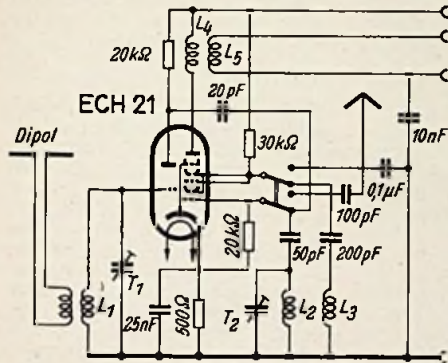 L4
20kΩ
L5
20pF
ECH 21
30kΩ
10nF
Dipol
0,1μF
100pF
20kΩ
50pF
200pF
T1
L1
T2
L2
L3
25nF
500Ω